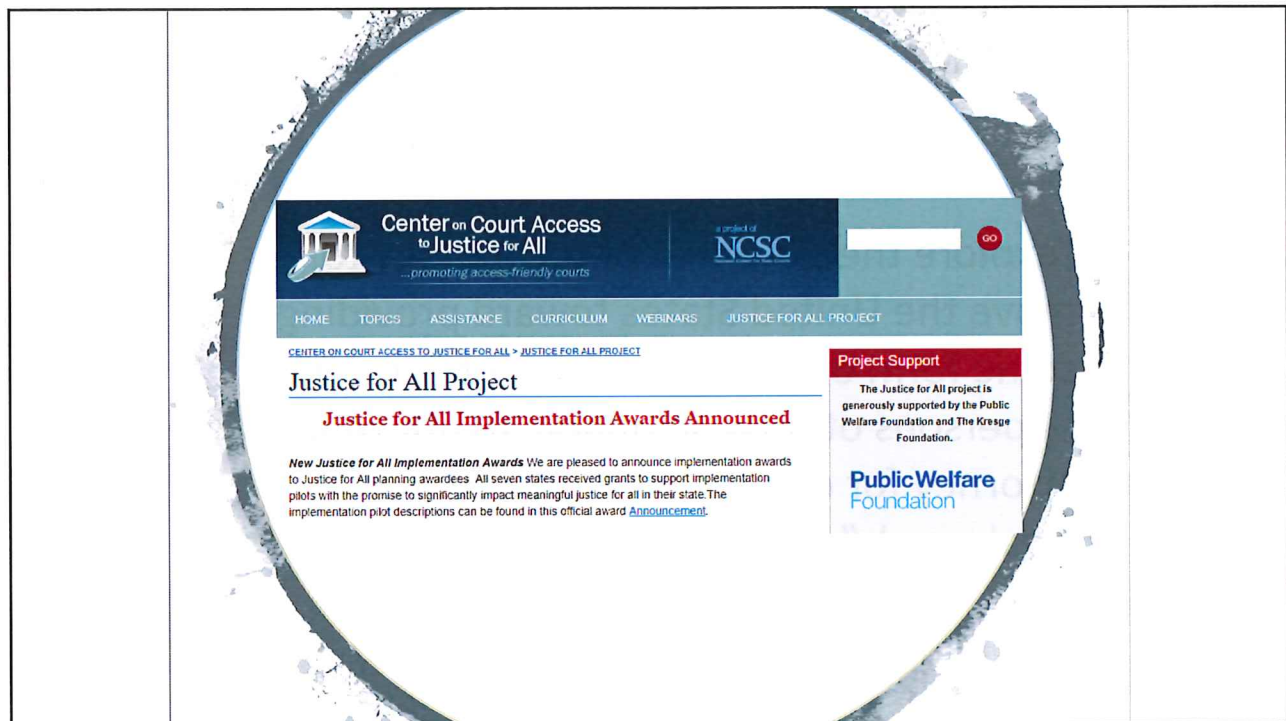 Center on Court Access
to Justice for All
...promoting access-friendly courts
a project of
NCSC
GO
HOME TOPICS ASSISTANCE CURRICULUM WEBINARS JUSTICE FOR ALL PROJECT
CENTER ON COURT ACCESS TO JUSTICE FOR ALL > JUSTICE FOR ALL PROJECT
Justice for All Project
Justice for All Implementation Awards Announced
New Justice for All Implementation Awards We are pleased to announce implementation awards
to Justice for All planning awardees All seven states received grants to support implementation
pilots with the promise to significantly impact meaningful justice for all in their state.The
implementation pilot descriptions can be found in this official award Announcement.
Project Support
The Justice for All project is
generously supported by the Public
Welfare Foundation and The Kresge
Foundation.
Public Welfare
Foundation